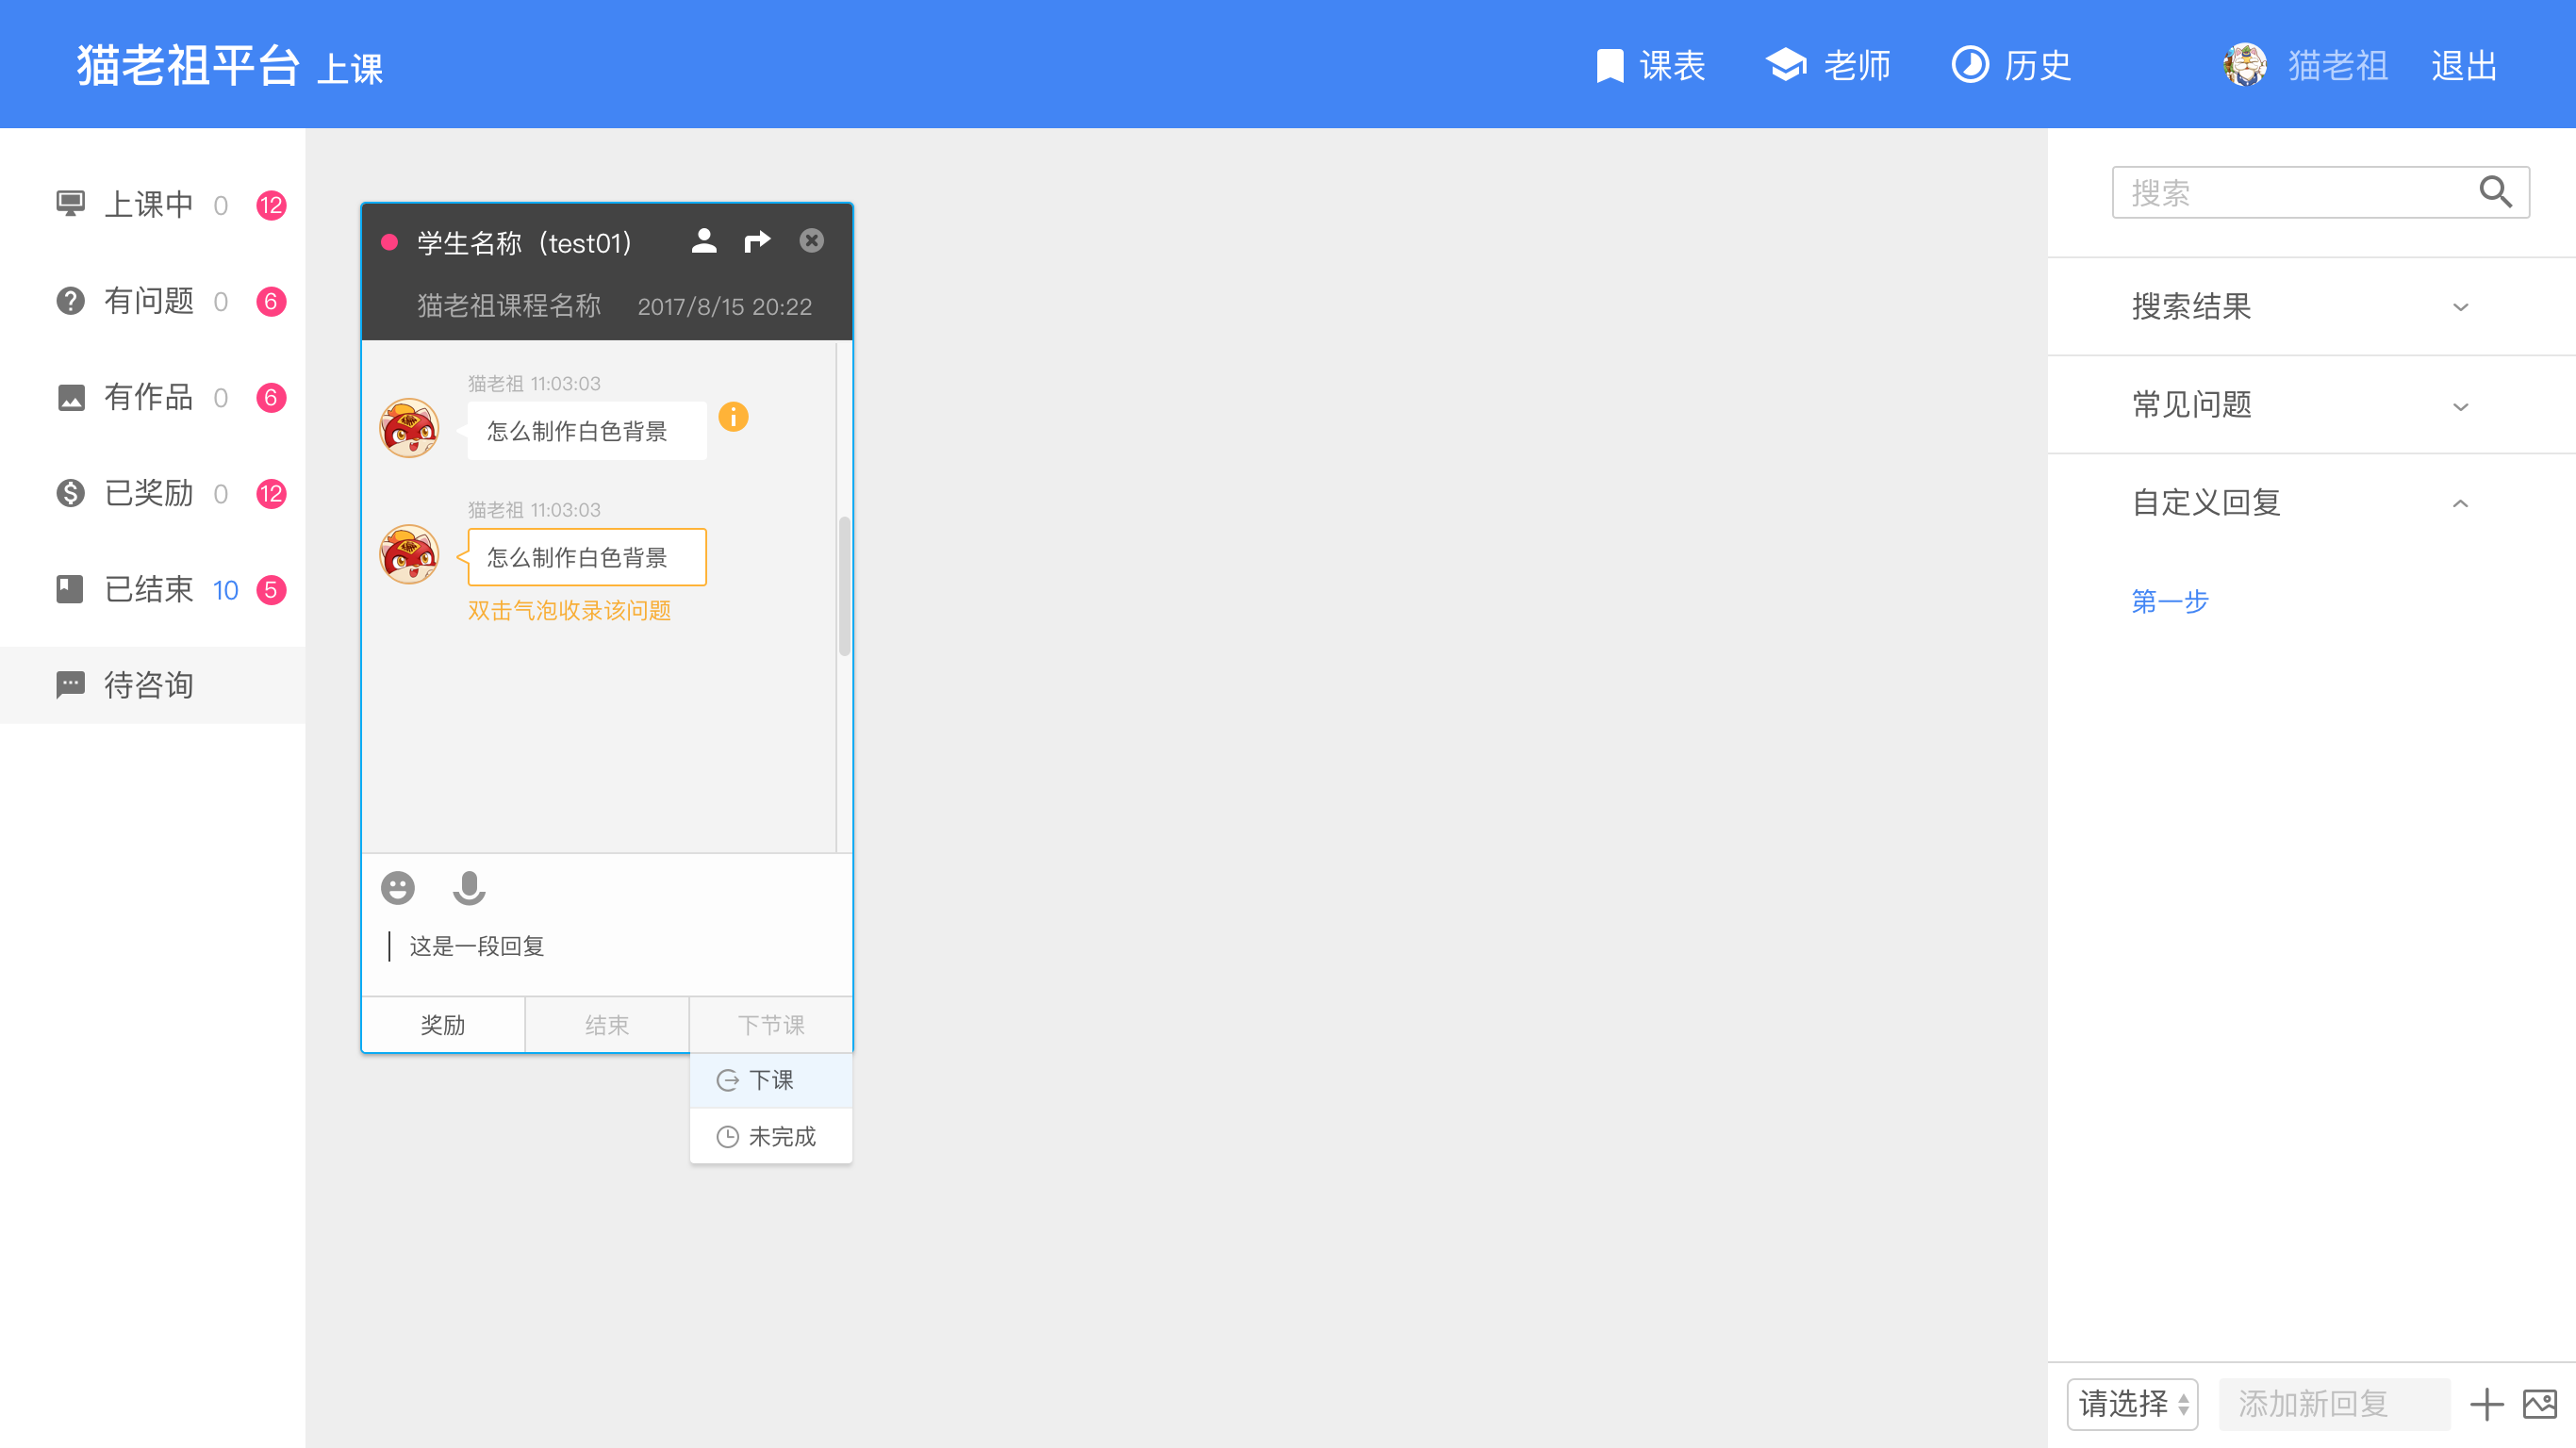 猫老祖平台 上课
课表 老师 历史 猫老祖 退出
上课中 0 12
有问题 0 6
有作品 0 6
已奖励 0 12
已结束 10 5
待咨询
学生名称（test01）
猫老祖课程名称 2017/8/15 20:22
猫老祖 11:03:03
怎么制作白色背景
猫老祖 11:03:03
怎么制作白色背景
双击气泡收录该问题
这是一段回复
奖励 结束 下节课
下课
未完成
搜索
搜索结果
常见问题
自定义回复
第一步
请选择 添加新回复